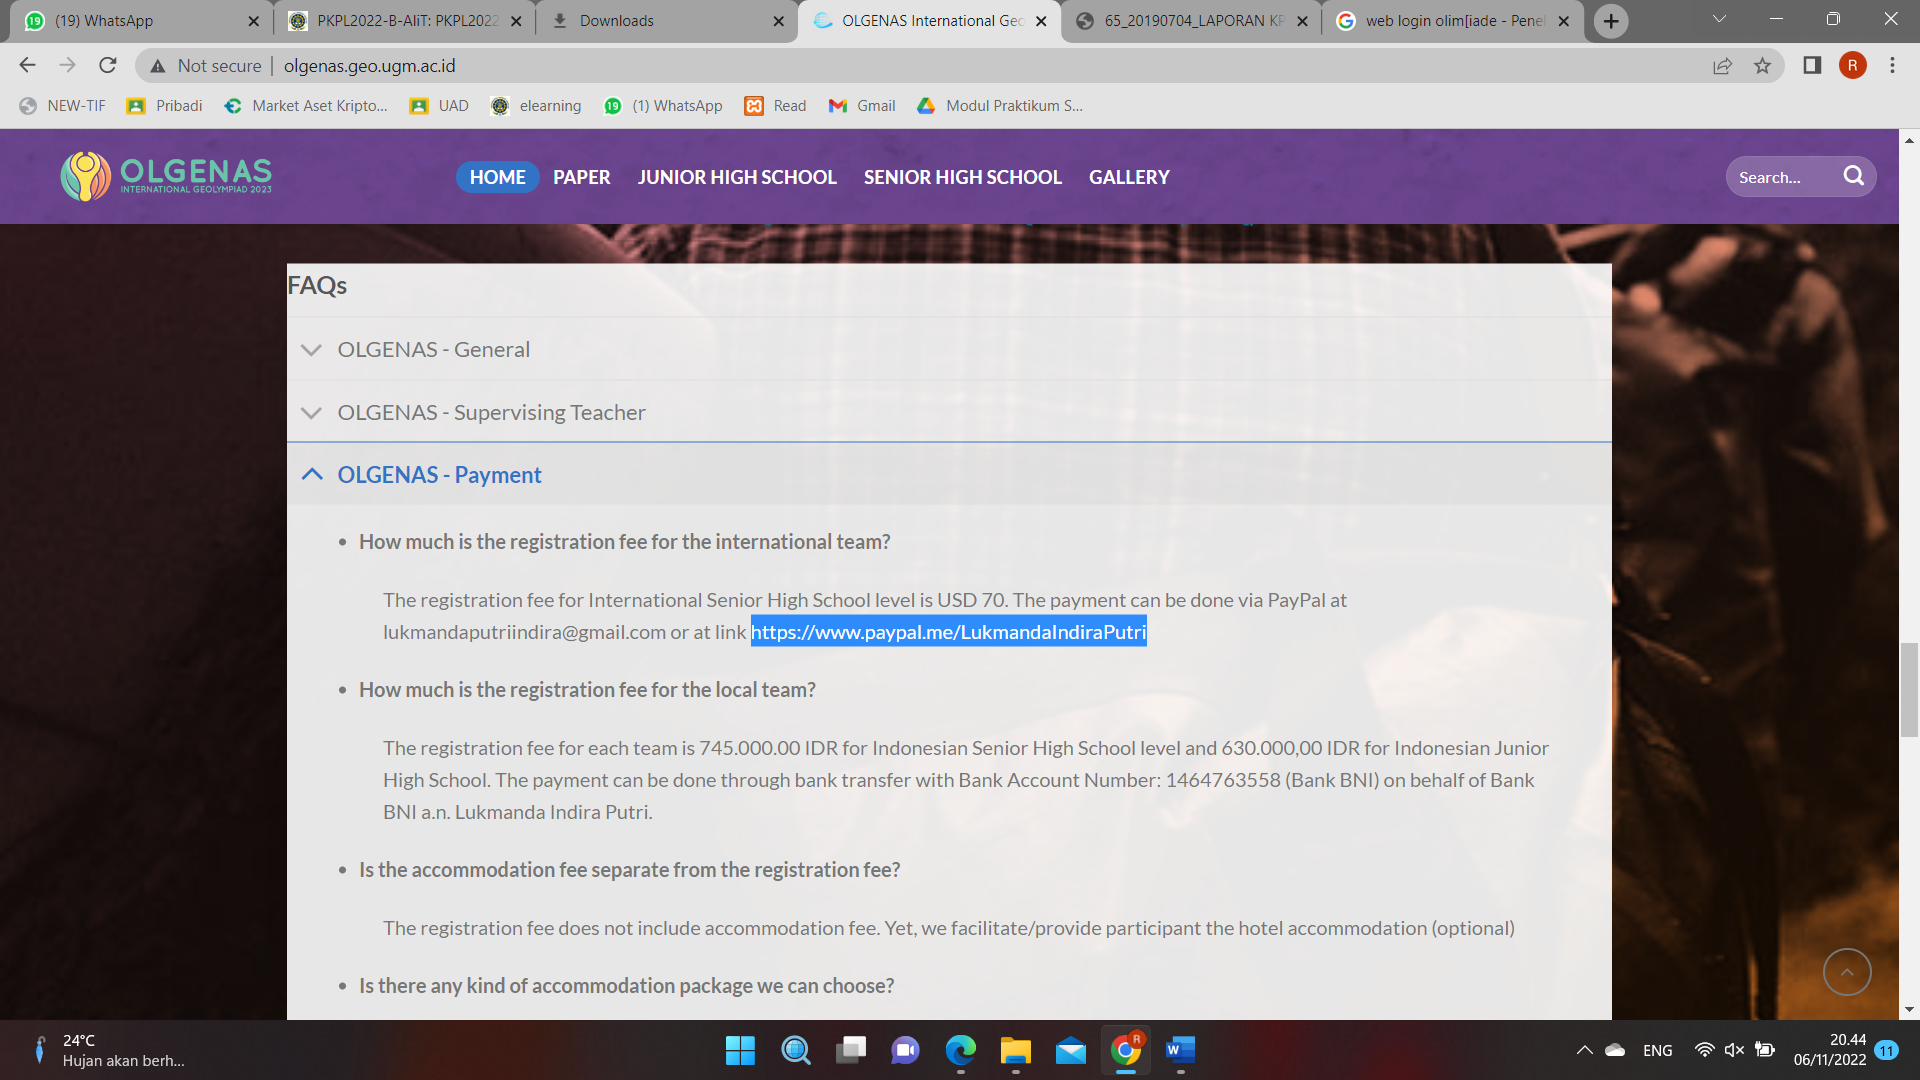 (19) WhatsApp
PKPL2022-B-AliT: PKPL2022
Downloads
OLGENAS International Geo
65_20190704_LAPORAN KP
web login olim[iade - Pene
Not secure
olgenas.geo.ugm.ac.id
R
NEW-TIF
Pribadi
Market Aset Kripto...
UAD
elearning
(1) WhatsApp
Read
Gmail
Modul Praktikum S...
OLGENAS
INTERNATIONAL GEOLYMPIAD 2023
HOME
PAPER
JUNIOR HIGH SCHOOL
SENIOR HIGH SCHOOL
GALLERY
Search...
FAQs
OLGENAS - General
OLGENAS - Supervising Teacher
OLGENAS - Payment
• How much is the registration fee for the international team?
The registration fee for International Senior High School level is USD 70. The payment can be done via PayPal at
lukmandaputriindira@gmail.com or at link https://www.paypal.me/LukmandaIndiraPutri
• How much is the registration fee for the local team?
The registration fee for each team is 745.000.00 IDR for Indonesian Senior High School level and 630.000,00 IDR for Indonesian Junior
High School. The payment can be done through bank transfer with Bank Account Number: 1464763558 (Bank BNI) on behalf of Bank
BNI a.n. Lukmanda Indira Putri.
• Is the accommodation fee separate from the registration fee?
The registration fee does not include accommodation fee. Yet, we facilitate/provide participant the hotel accommodation (optional)
• Is there any kind of accommodation package we can choose?
24°C
Hujan akan berh...
ENG
20.44
06/11/2022
11